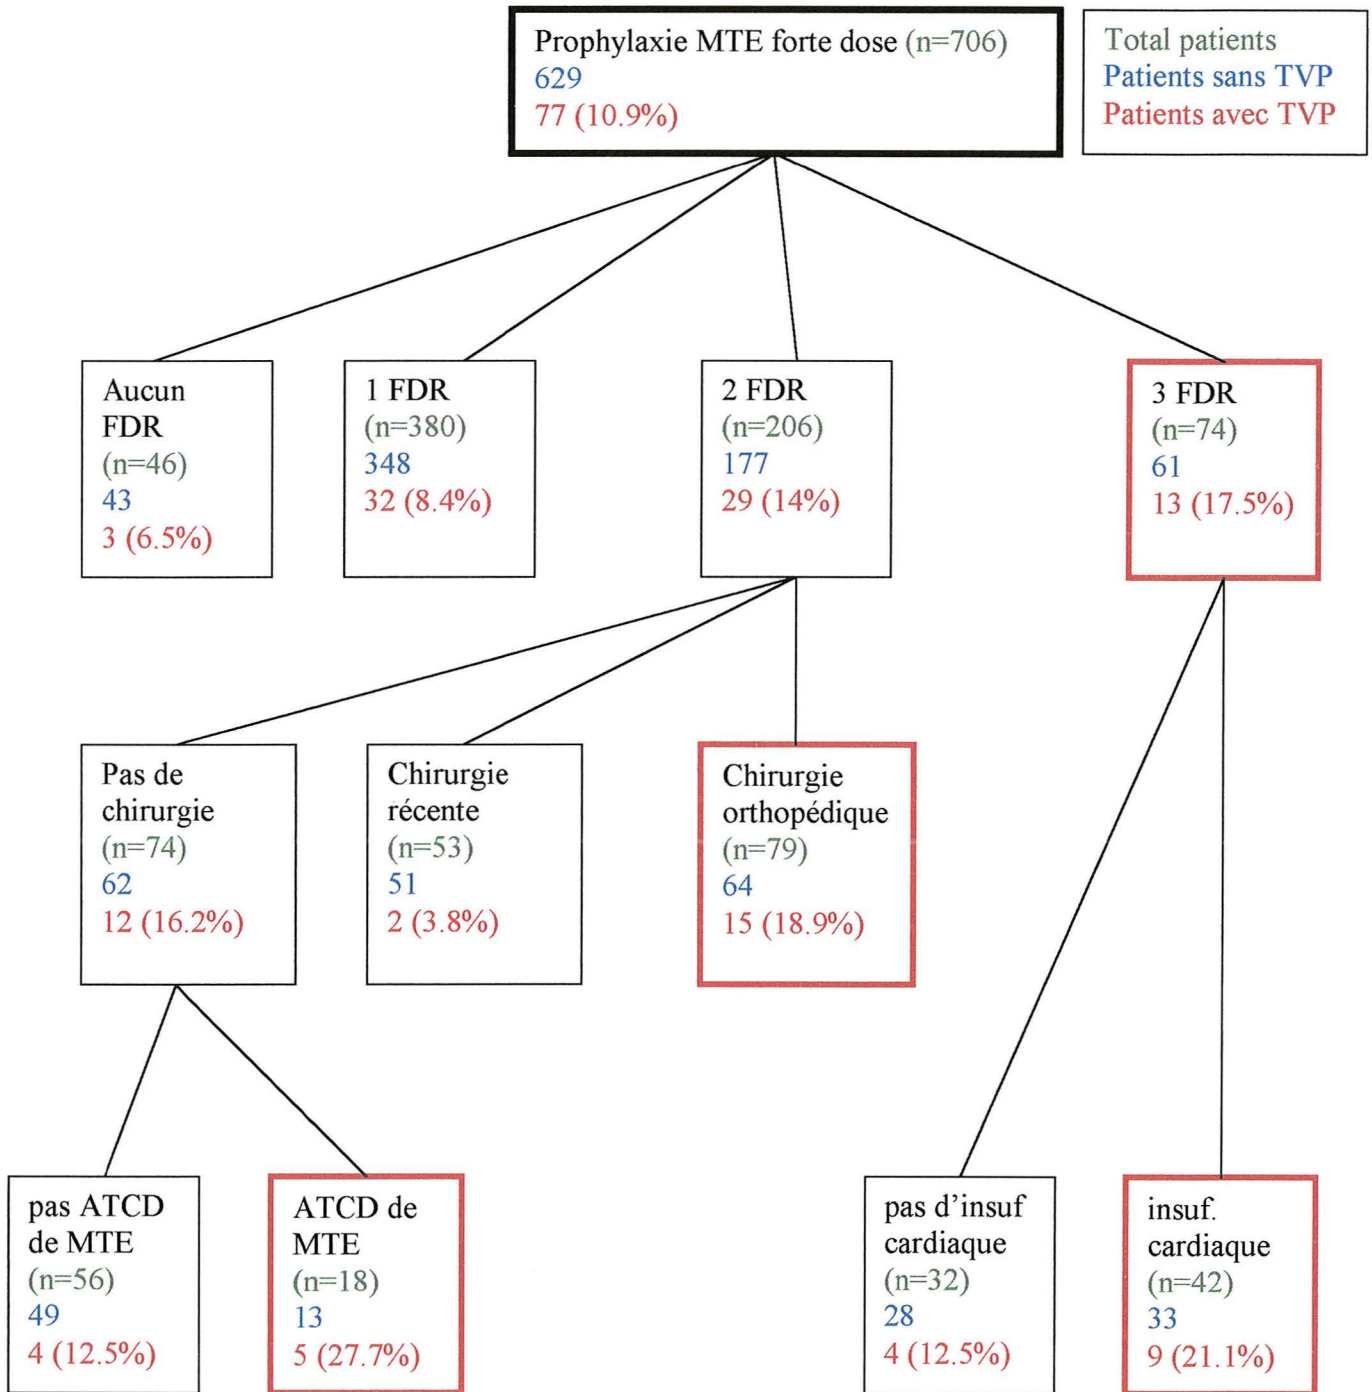 Prophylaxie MTE forte dose (n=706)
629
77 (10.9%)
Total patients
Patients sans TVP
Patients avec TVP
Aucun
FDR
(n=46)
43
3 (6.5%)
1 FDR
(n=380)
348
32 (8.4%)
2 FDR
(n=206)
177
29 (14%)
3 FDR
(n=74)
61
13 (17.5%)
Pas de
chirurgie
(n=74)
62
12 (16.2%)
Chirurgie
récente
(n=53)
51
2 (3.8%)
Chirurgie
orthopédique
(n=79)
64
15 (18.9%)
pas ATCD
de MTE
(n=56)
49
4 (12.5%)
ATCD de
MTE
(n=18)
13
5 (27.7%)
pas d'insuf
cardiaque
(n=32)
28
4 (12.5%)
insuf.
cardiaque
(n=42)
33
9 (21.1%)